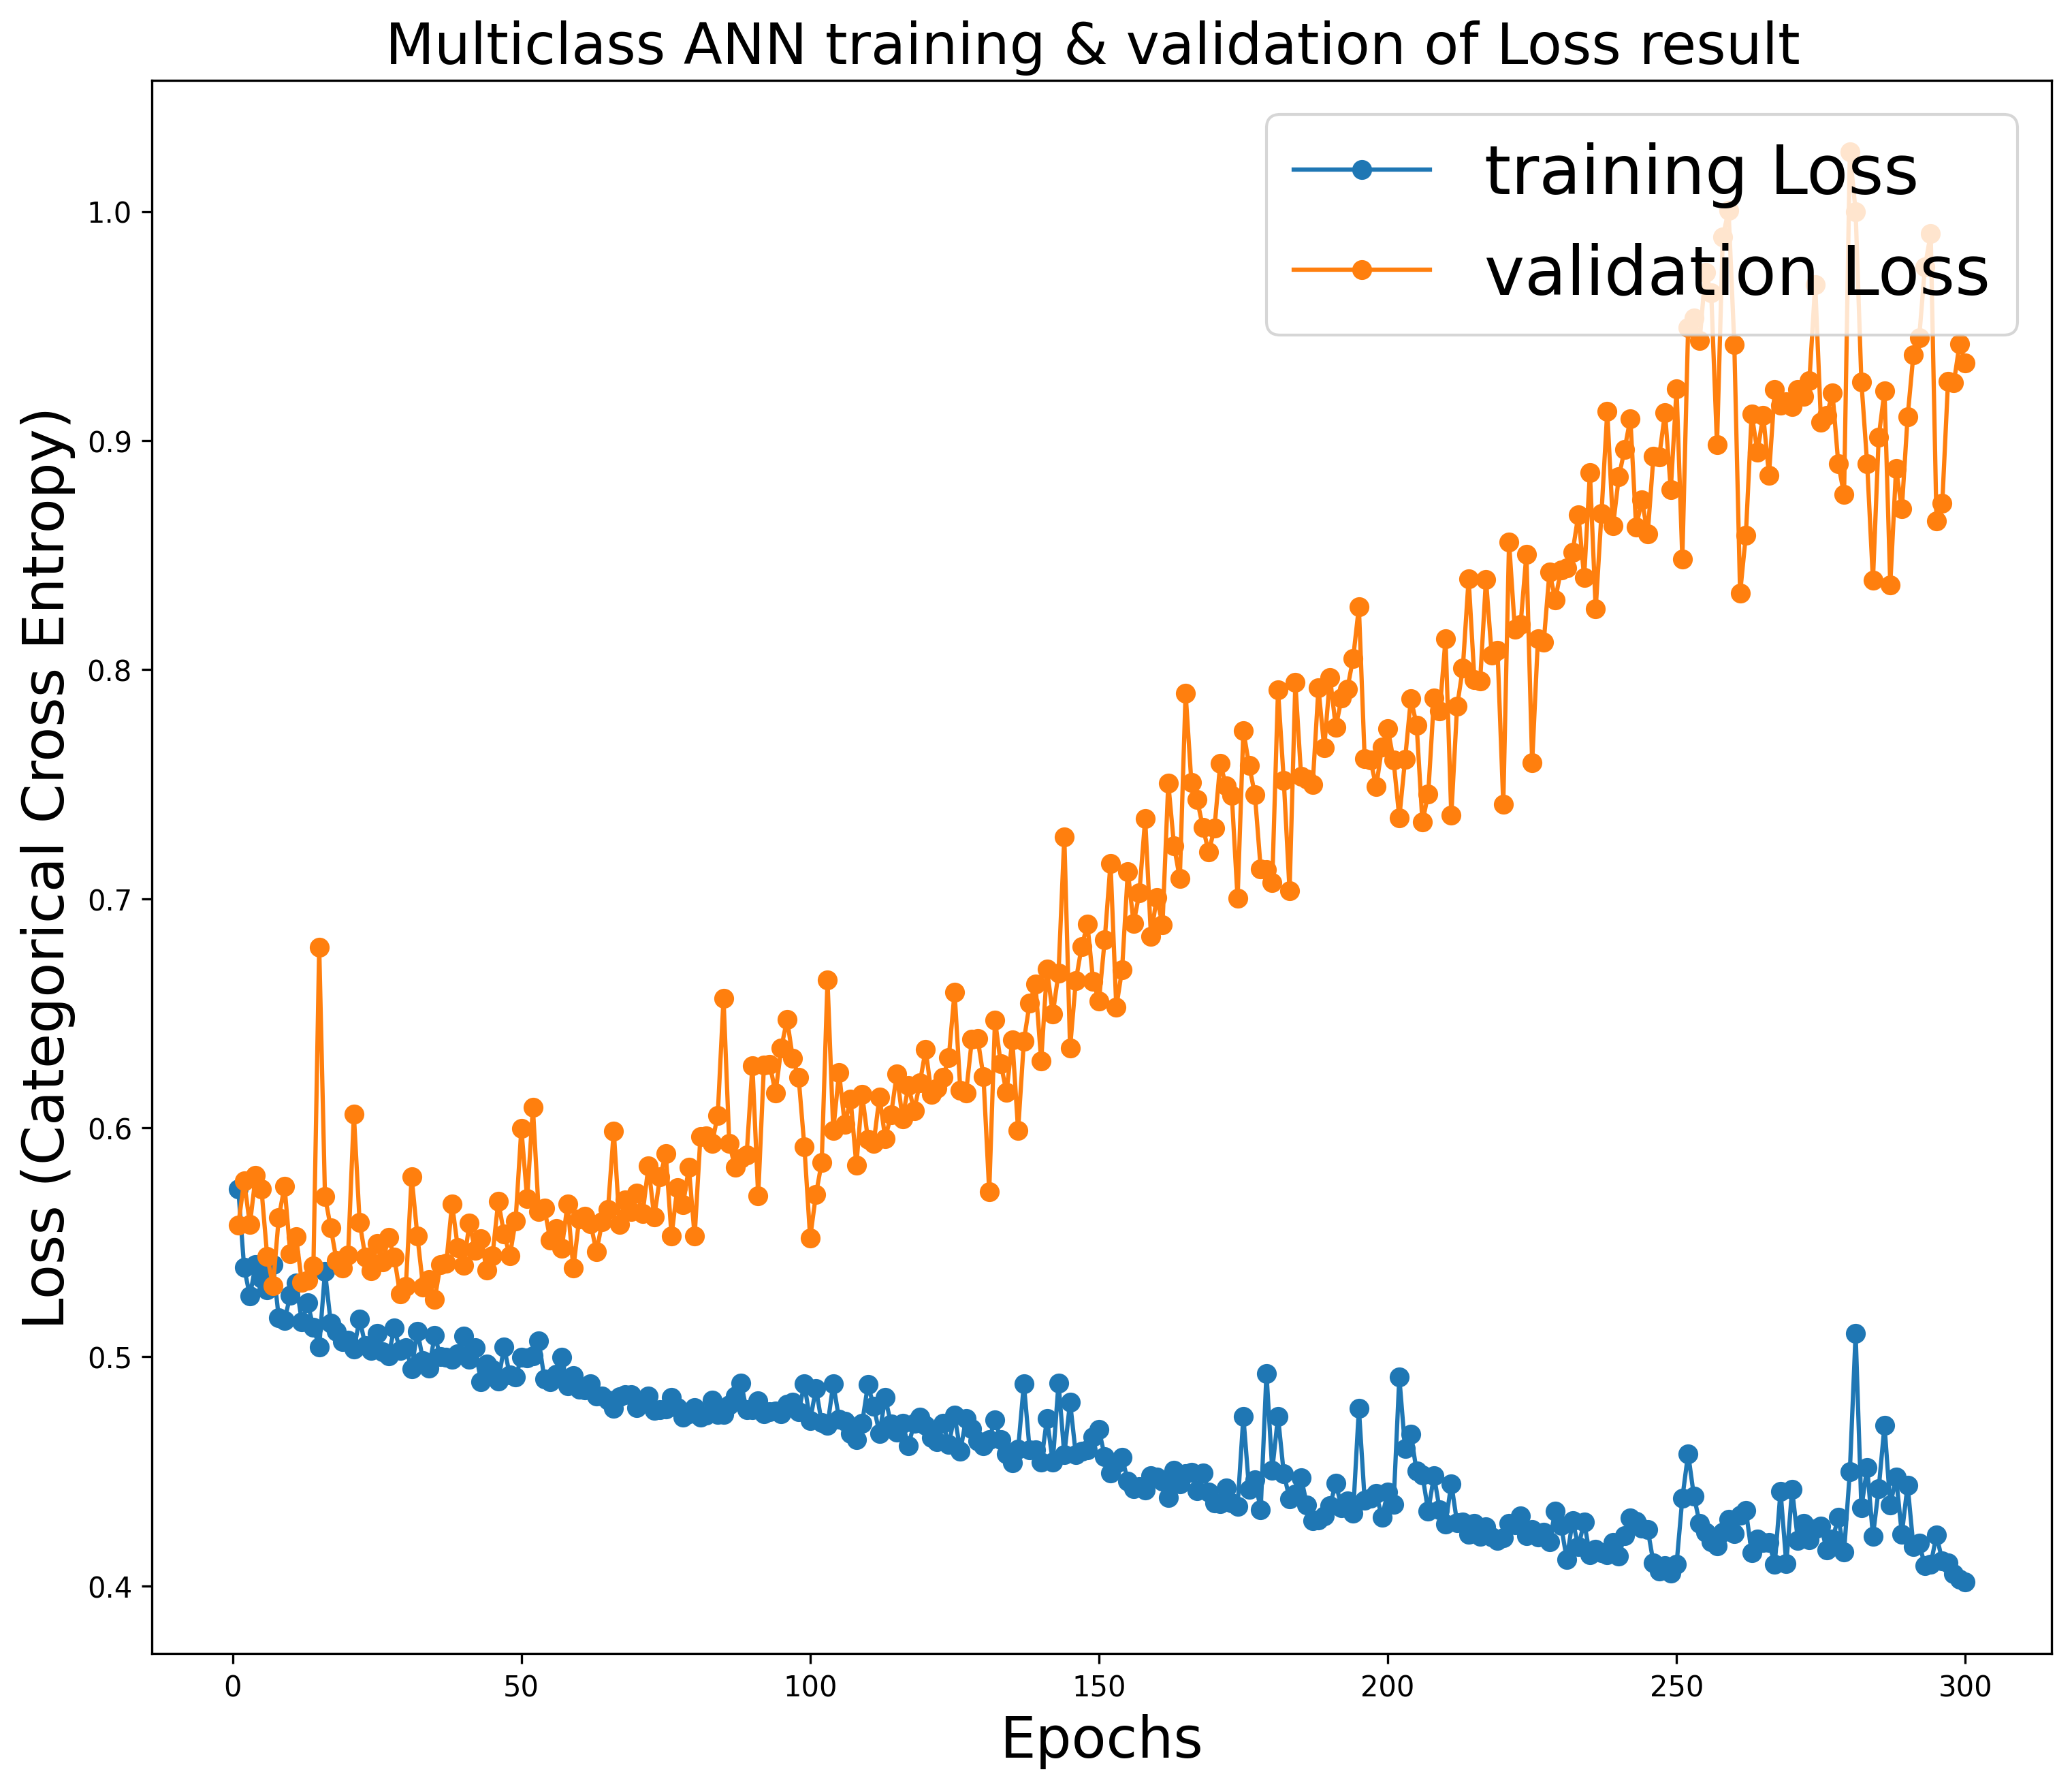 Multiclass ANN training & validation of Loss result
training Loss
validation Loss
Loss (Categorical Cross Entropy)
1.0
0.9
0.8
0.7
0.6
0.5
0.4
0 50 100 150 200 250 300
Epochs